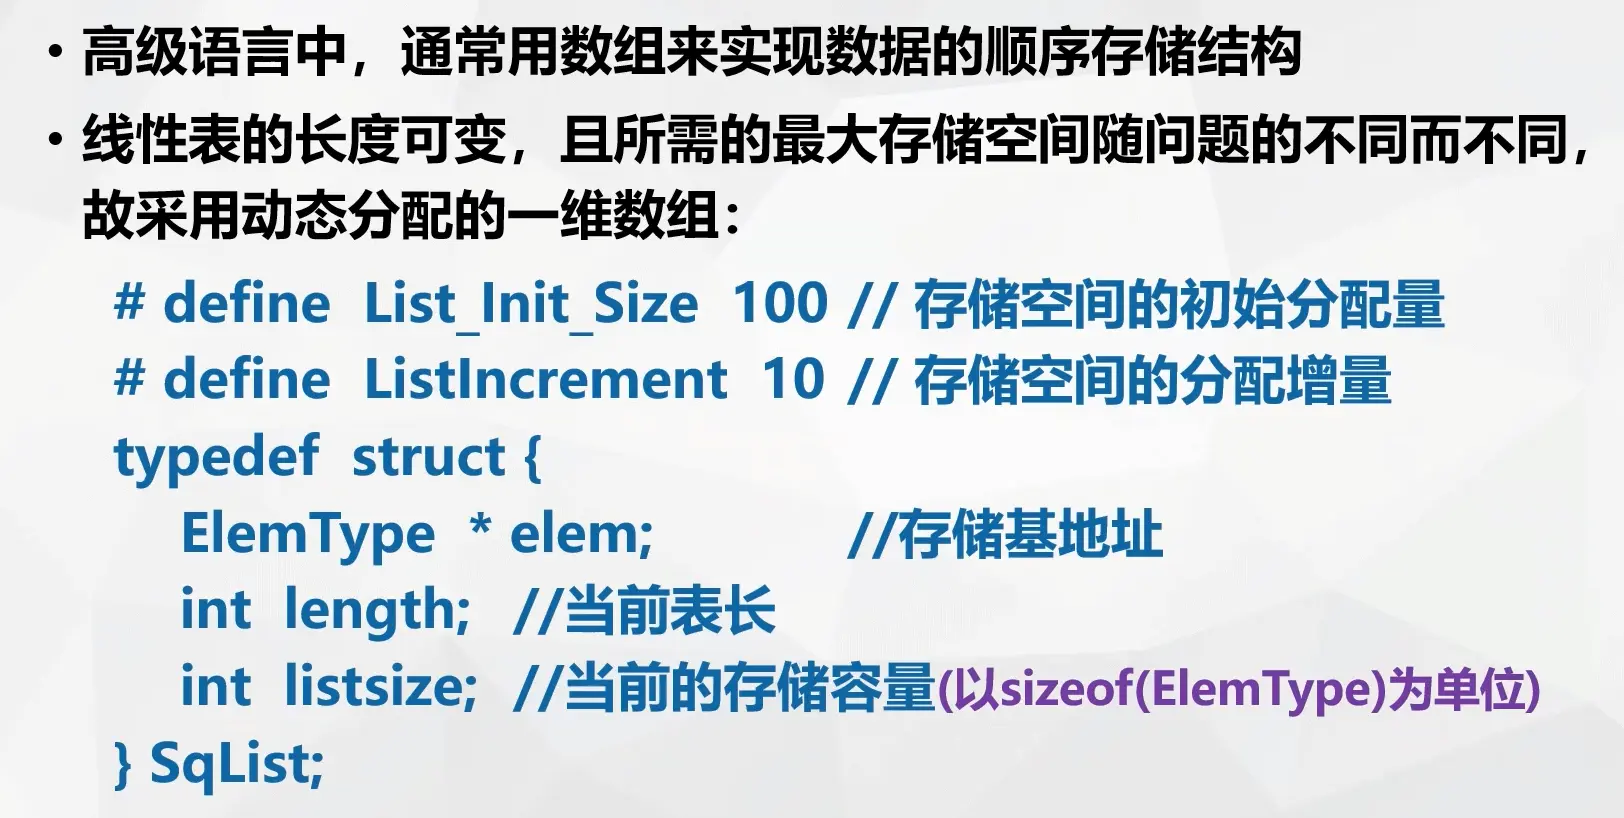 • 高级语言中，通常用数组来实现数据的顺序存储结构
• 线性表的长度可变，且所需的最大存储空间随问题的不同而不同，
故采用动态分配的一维数组：
# define List_Init_Size 100 // 存储空间的初始分配量
# define ListIncrement 10 // 存储空间的分配增量
typedef struct {
ElemType * elem; //存储基地址
int length; //当前表长
int listsize; //当前的存储容量(以sizeof(ElemType)为单位)
} SqList;